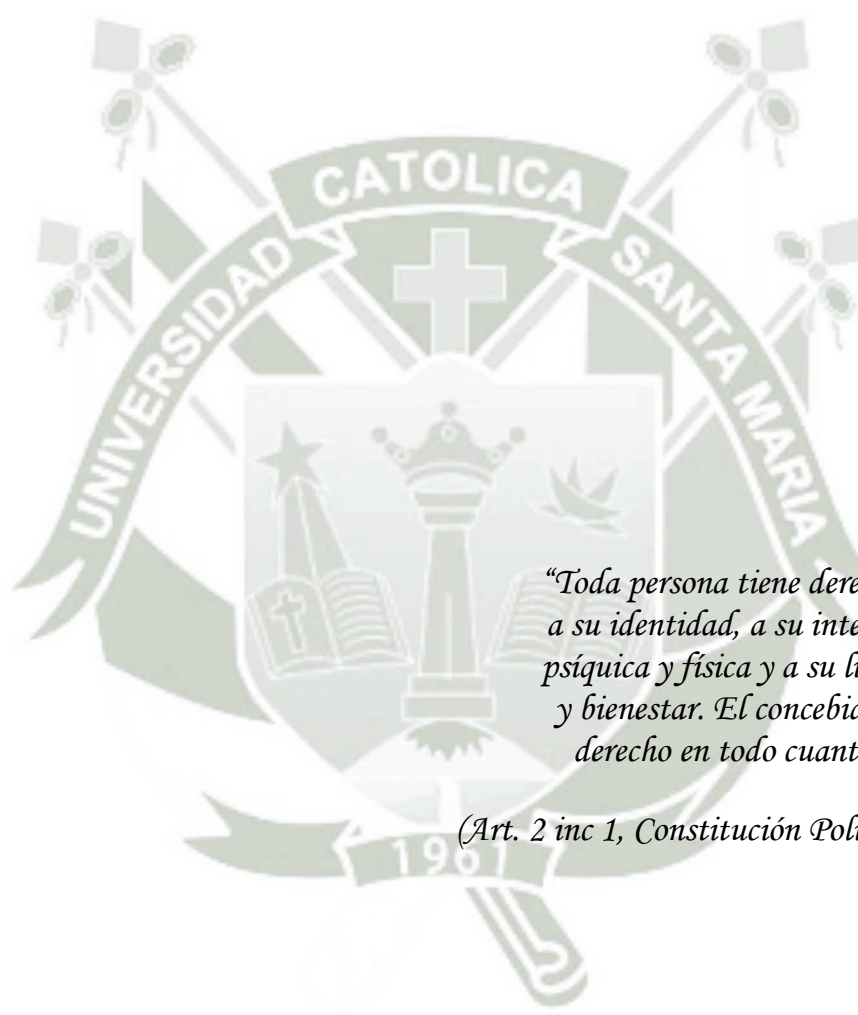 UNIVERSIDAD CATOLICA SANTA MARIA
“Toda persona tiene dere
a su identidad, a su inte
psíquica y física y a su li
y bienestar. El concebid
derecho en todo cuant
(Art. 2 inc 1, Constitución Polí
1961